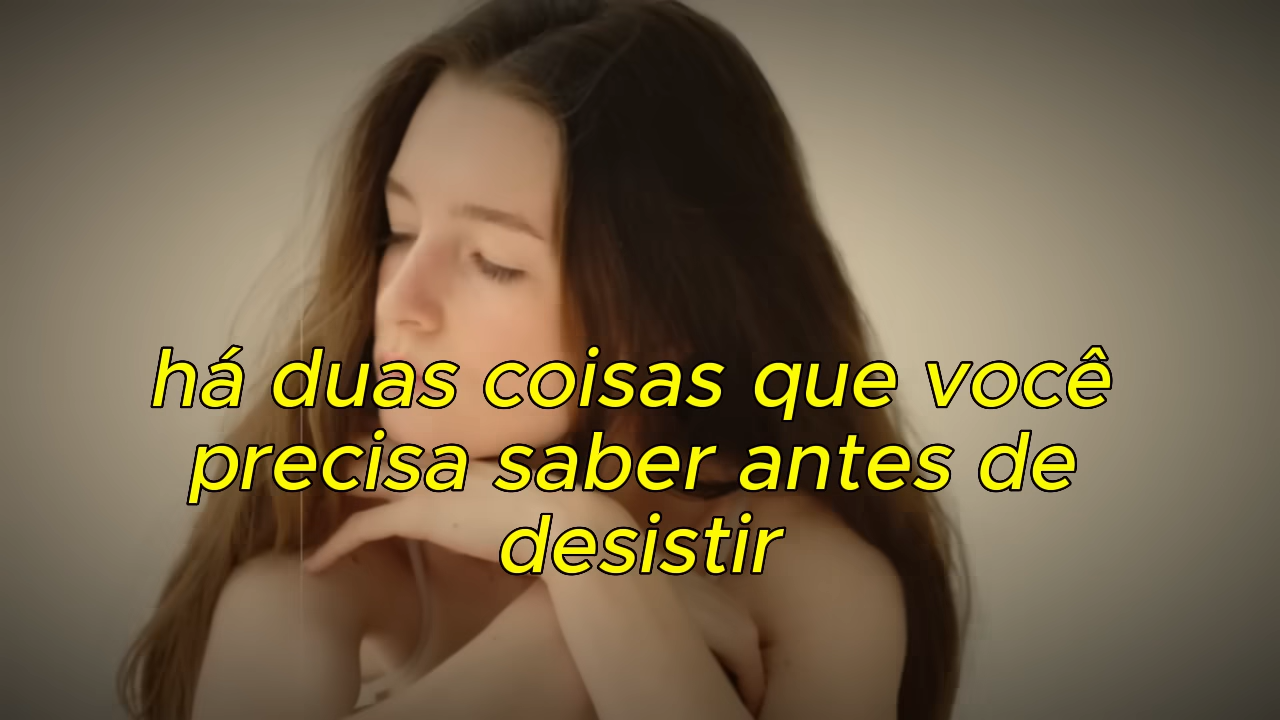 há duas coisas que você
precisa saber antes de
desistir